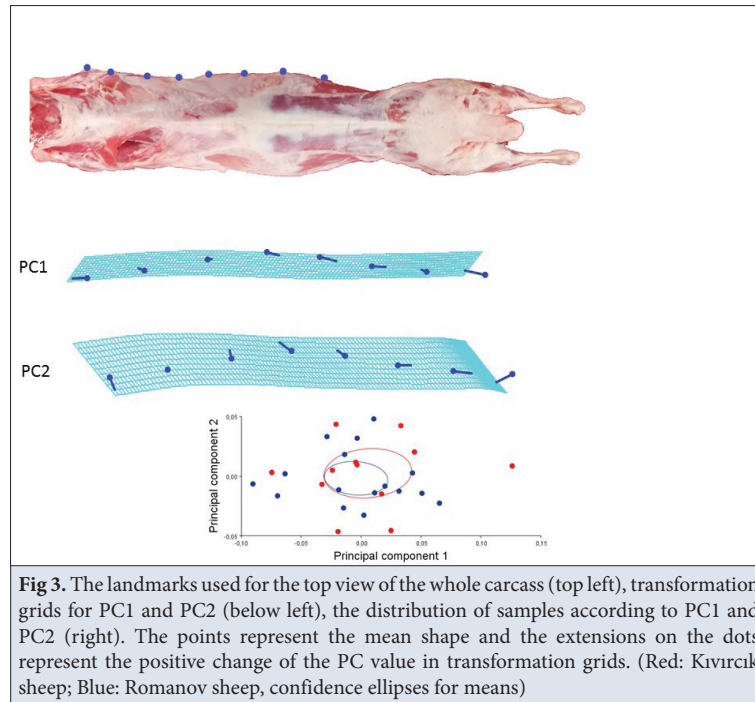 PC1
PC2
0,05
0,00
-0,05
Principal component 2
-0,10
-0,05
0,00
0,05
0,10
0,15
Principal component 1
Fig 3. The landmarks used for the top view of the whole carcass (top left), transformation
grids for PC1 and PC2 (below left), the distribution of samples according to PC1 and
PC2 (right). The points represent the mean shape and the extensions on the dots
represent the positive change of the PC value in transformation grids. (Red: Kıvırcık
sheep; Blue: Romanov sheep, confidence ellipses for means)